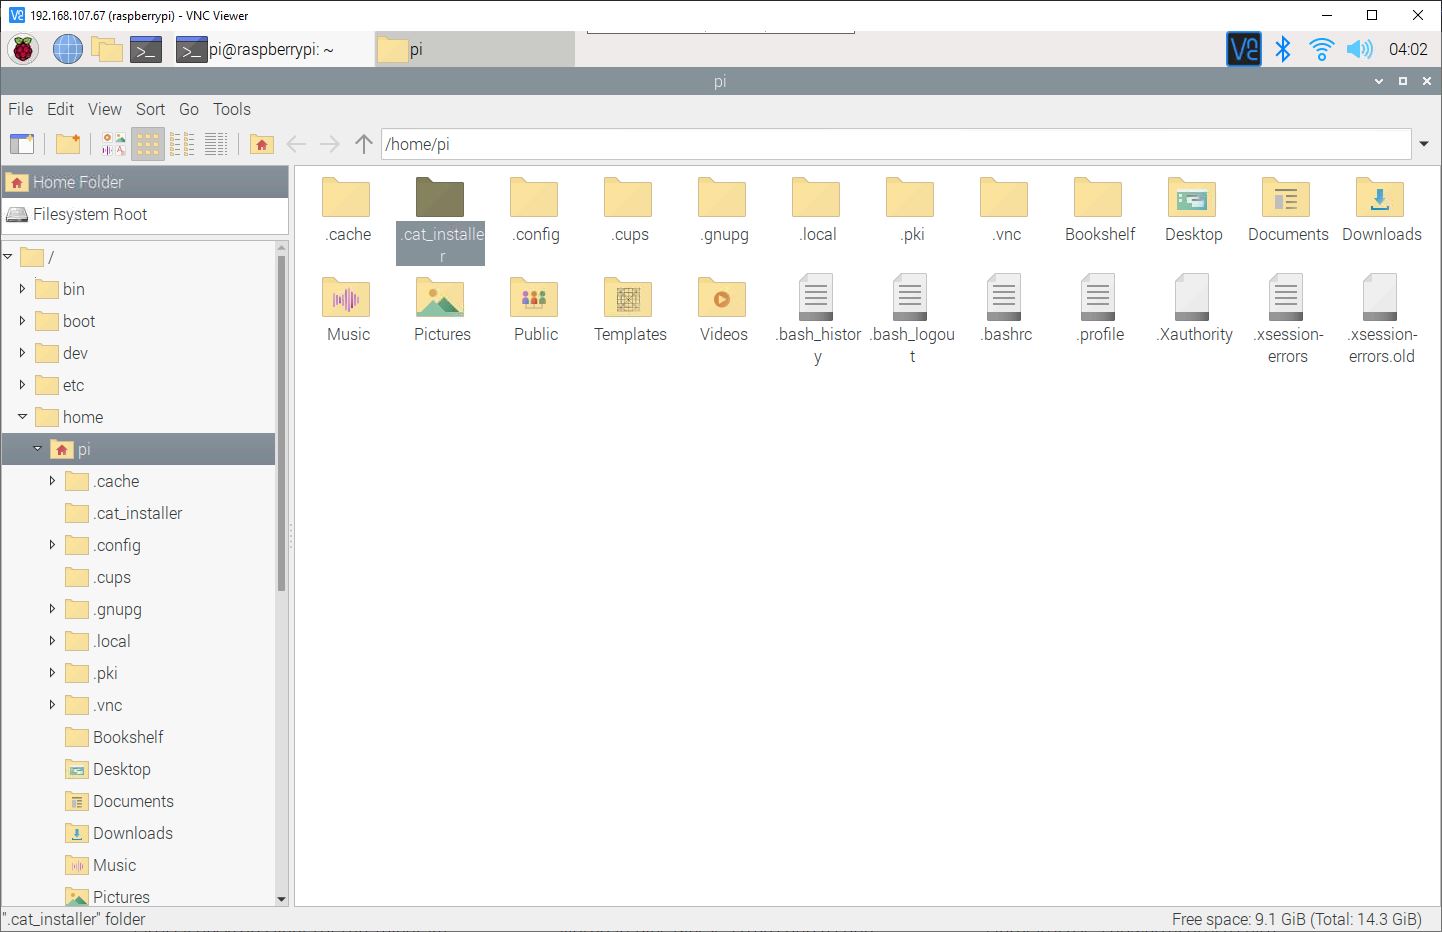 192.168.107.67 (raspberrypi) - VNC Viewer
pi@raspberrypi: ~
pi
04:02
pi
File Edit View Sort Go Tools
/home/pi
Home Folder
Filesystem Root
/
bin
boot
dev
etc
home
pi
.cache
.cat_installer
.config
.cups
.gnupg
.local
.pki
.vnc
Bookshelf
Desktop
Documents
Downloads
Music
Pictures
.cache
.cat_installe
r
.config
.cups
.gnupg
.local
.pki
.vnc
Bookshelf
Desktop
Documents
Downloads
Music
Pictures
Public
Templates
Videos
.bash_histor
y
.bash_logou
t
.bashrc
.profile
.Xauthority
.xsession-
errors
.xsession-
errors.old
".cat_installer" folder
Free space: 9.1 GiB (Total: 14.3 GiB)